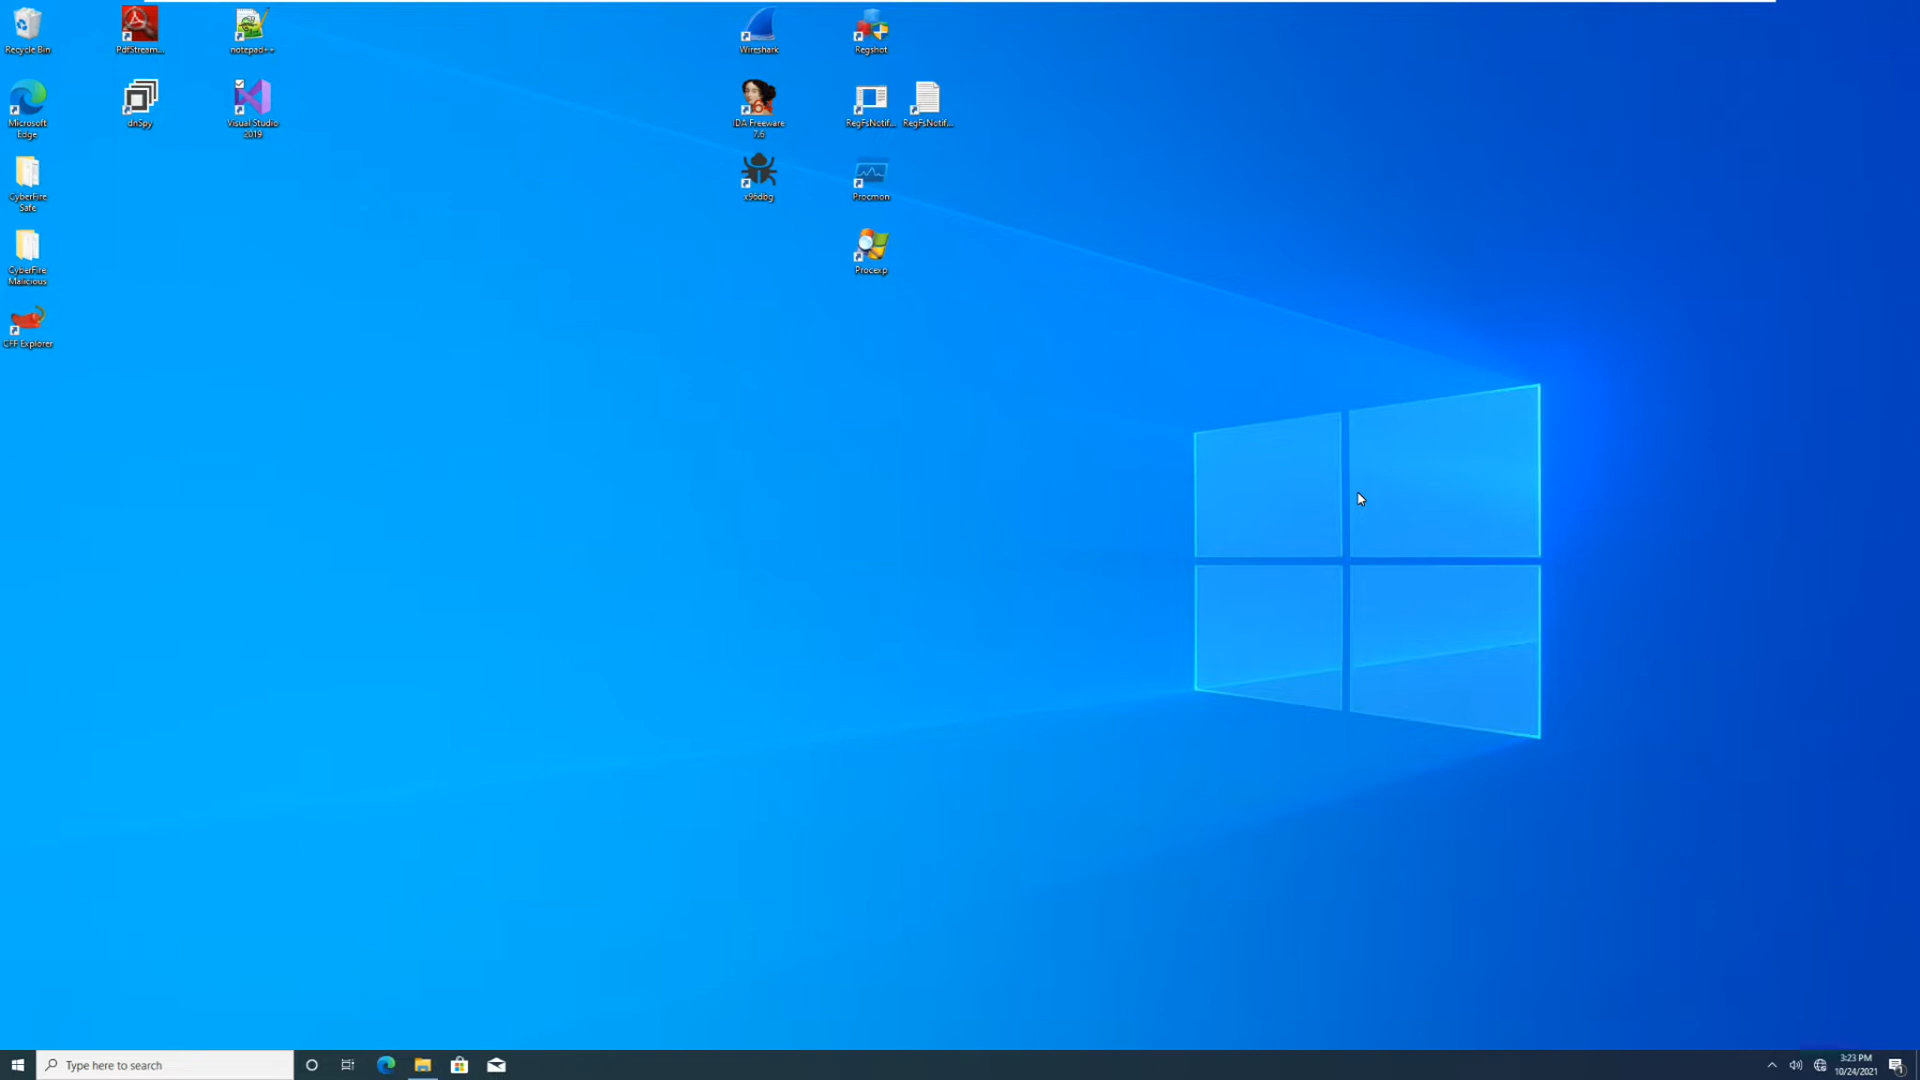 Recycle Bin
PdfStream...
notepad++
Wireshark
Regshot
Microsoft
Edge
dnSpy
Visual Studio
2019
IDA Freeware
7.6
RegFsNotif...
RegFsNotif...
CyberFire
Safe
x96dbg
Procmon
CyberFire
Malicious
Procexp
CFF Explorer
Type here to search
3:23 PM
10/24/2021
1